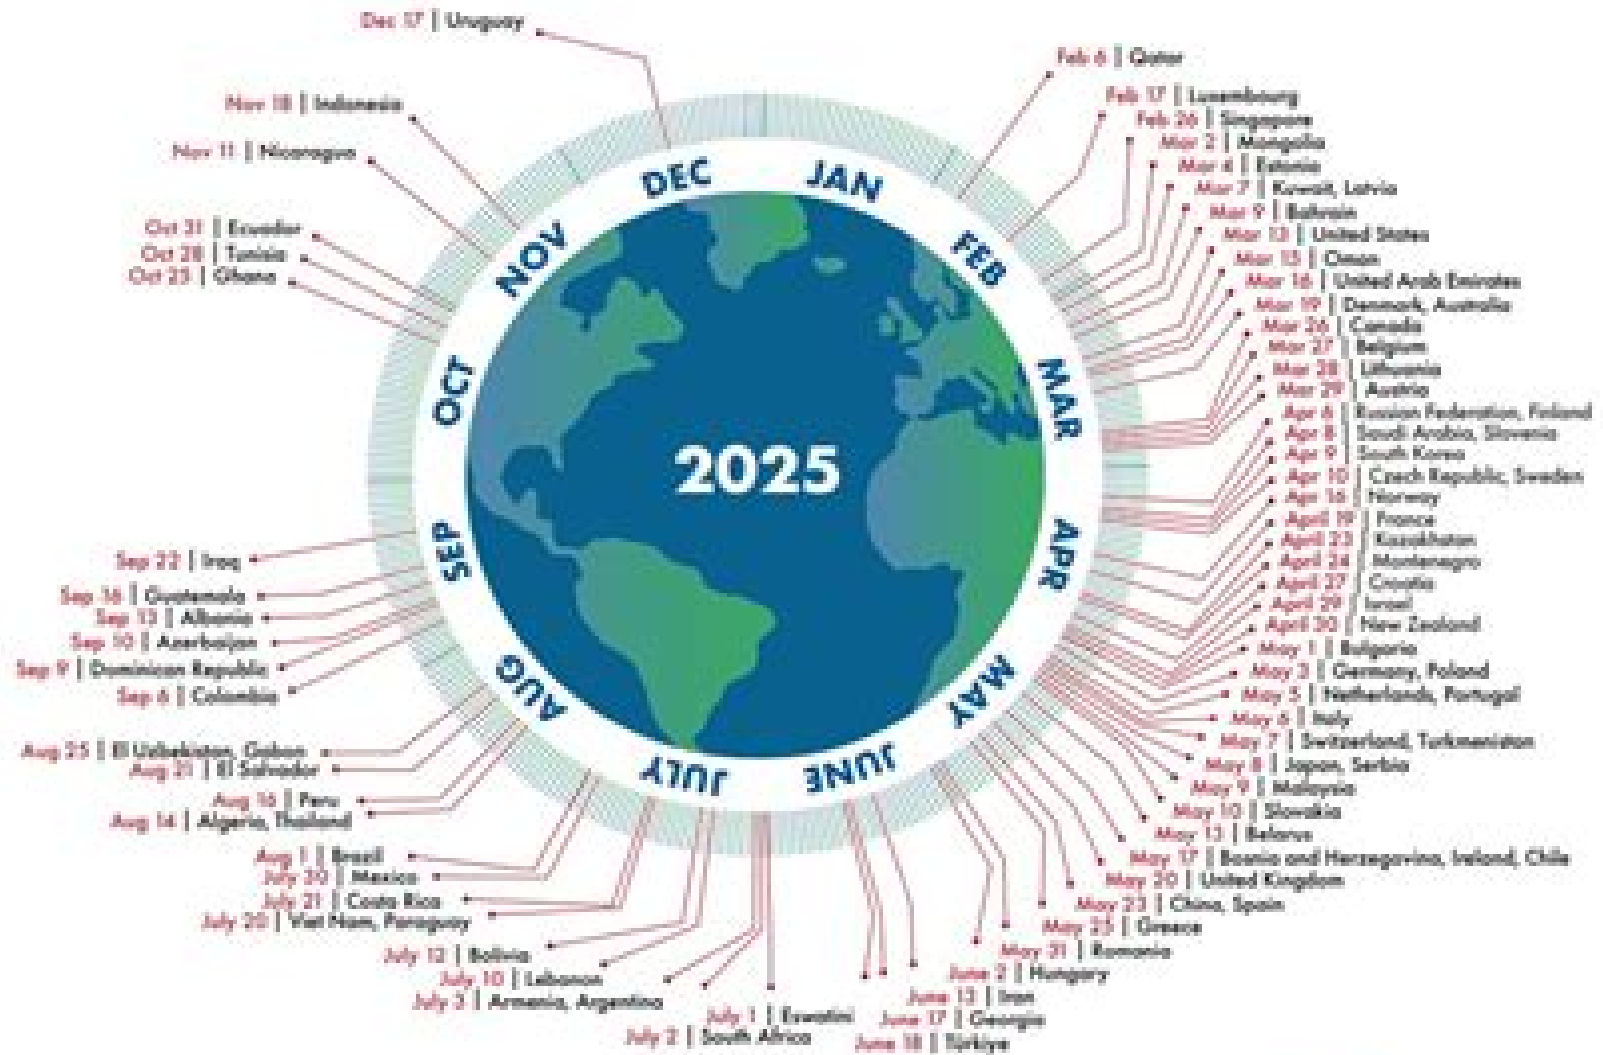 Dec 17 | Uruguay
Nov 18 | Indonesia
Nov 11 | Nicaragua
Oct 31 | Ecuador
Oct 28 | Tunisia
Oct 23 | Ghana
Sep 22 | Iraq
Sep 16 | Guatemala
Sep 13 | Albania
Sep 10 | Azerbaijan
Sep 9 | Dominican Republic
Sep 6 | Colombia
Aug 25 | El Uzbekistan, Gabon
Aug 21 | El Salvador
Aug 16 | Peru
Aug 14 | Algeria, Thailand
Aug 1 | Brazil
July 30 | Mexico
July 21 | Costa Rica
July 20 | Viet Nam, Paraguay
July 12 | Bolivia
July 10 | Lebanon
July 3 | Armenia, Argentina
July 1 | Eswatini
July 2 | South Africa
JAN
FEB
MAR
APR
MAY
JUNE
JULY
AUG
SEP
OCT
NOV
DEC
2025
Feb 6 | Qatar
Feb 17 | Luxembourg
Feb 26 | Singapore
Mar 2 | Mongolia
Mar 4 | Estonia
Mar 7 | Kuwait, Latvia
Mar 9 | Bahrain
Mar 13 | United States
Mar 15 | Oman
Mar 16 | United Arab Emirates
Mar 19 | Denmark, Australia
Mar 26 | Canada
Mar 27 | Belgium
Mar 28 | Lithuania
Mar 29 | Austria
Apr 6 | Russian Federation, Finland
Apr 8 | Saudi Arabia, Slovenia
Apr 9 | South Korea
Apr 10 | Czech Republic, Sweden
Apr 16 | Norway
April 19 | France
April 23 | Kazakhstan
April 24 | Montenegro
April 27 | Croatia
April 29 | Israel
April 30 | New Zealand
May 1 | Bulgaria
May 3 | Germany, Poland
May 5 | Netherlands, Portugal
May 6 | Italy
May 7 | Switzerland, Turkmenistan
May 8 | Japan, Serbia
May 9 | Malaysia
May 10 | Slovakia
May 13 | Belarus
May 17 | Bosnia and Herzegovina, Ireland, Chile
May 20 | United Kingdom
May 23 | China, Spain
May 25 | Greece
May 31 | Romania
June 2 | Hungary
June 13 | Iran
June 17 | Georgia
June 18 | Türkiye